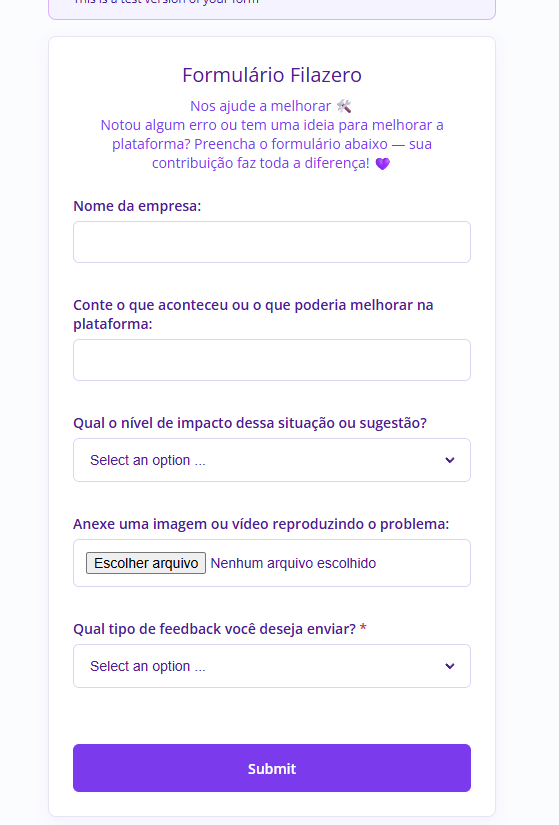 This is a test version of your form
Formulário Filazero
Nos ajude a melhorar 🛠️
Notou algum erro ou tem uma ideia para melhorar a
plataforma? Preencha o formulário abaixo — sua
contribuição faz toda a diferença! 💜
Nome da empresa:
Conte o que aconteceu ou o que poderia melhorar na
plataforma:
Qual o nível de impacto dessa situação ou sugestão?
Select an option ...
Anexe uma imagem ou vídeo reproduzindo o problema:
Escolher arquivo Nenhum arquivo escolhido
Qual tipo de feedback você deseja enviar? *
Select an option ...
Submit